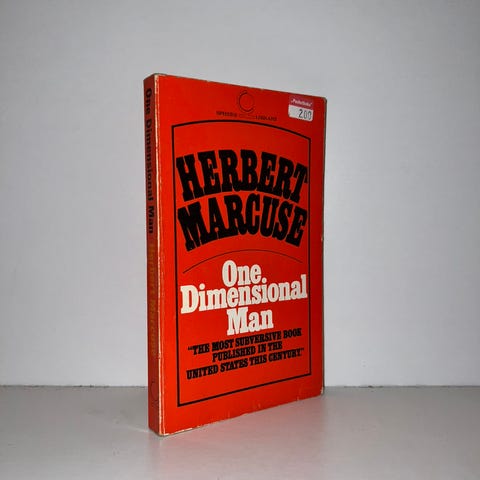 One Dimensional Man
HERBERT
MARCUSE
One
Dimensional
Man
"THE MOST SUBVERSIVE BOOK
PUBLISHED IN THE
UNITED STATES THIS CENTURY."